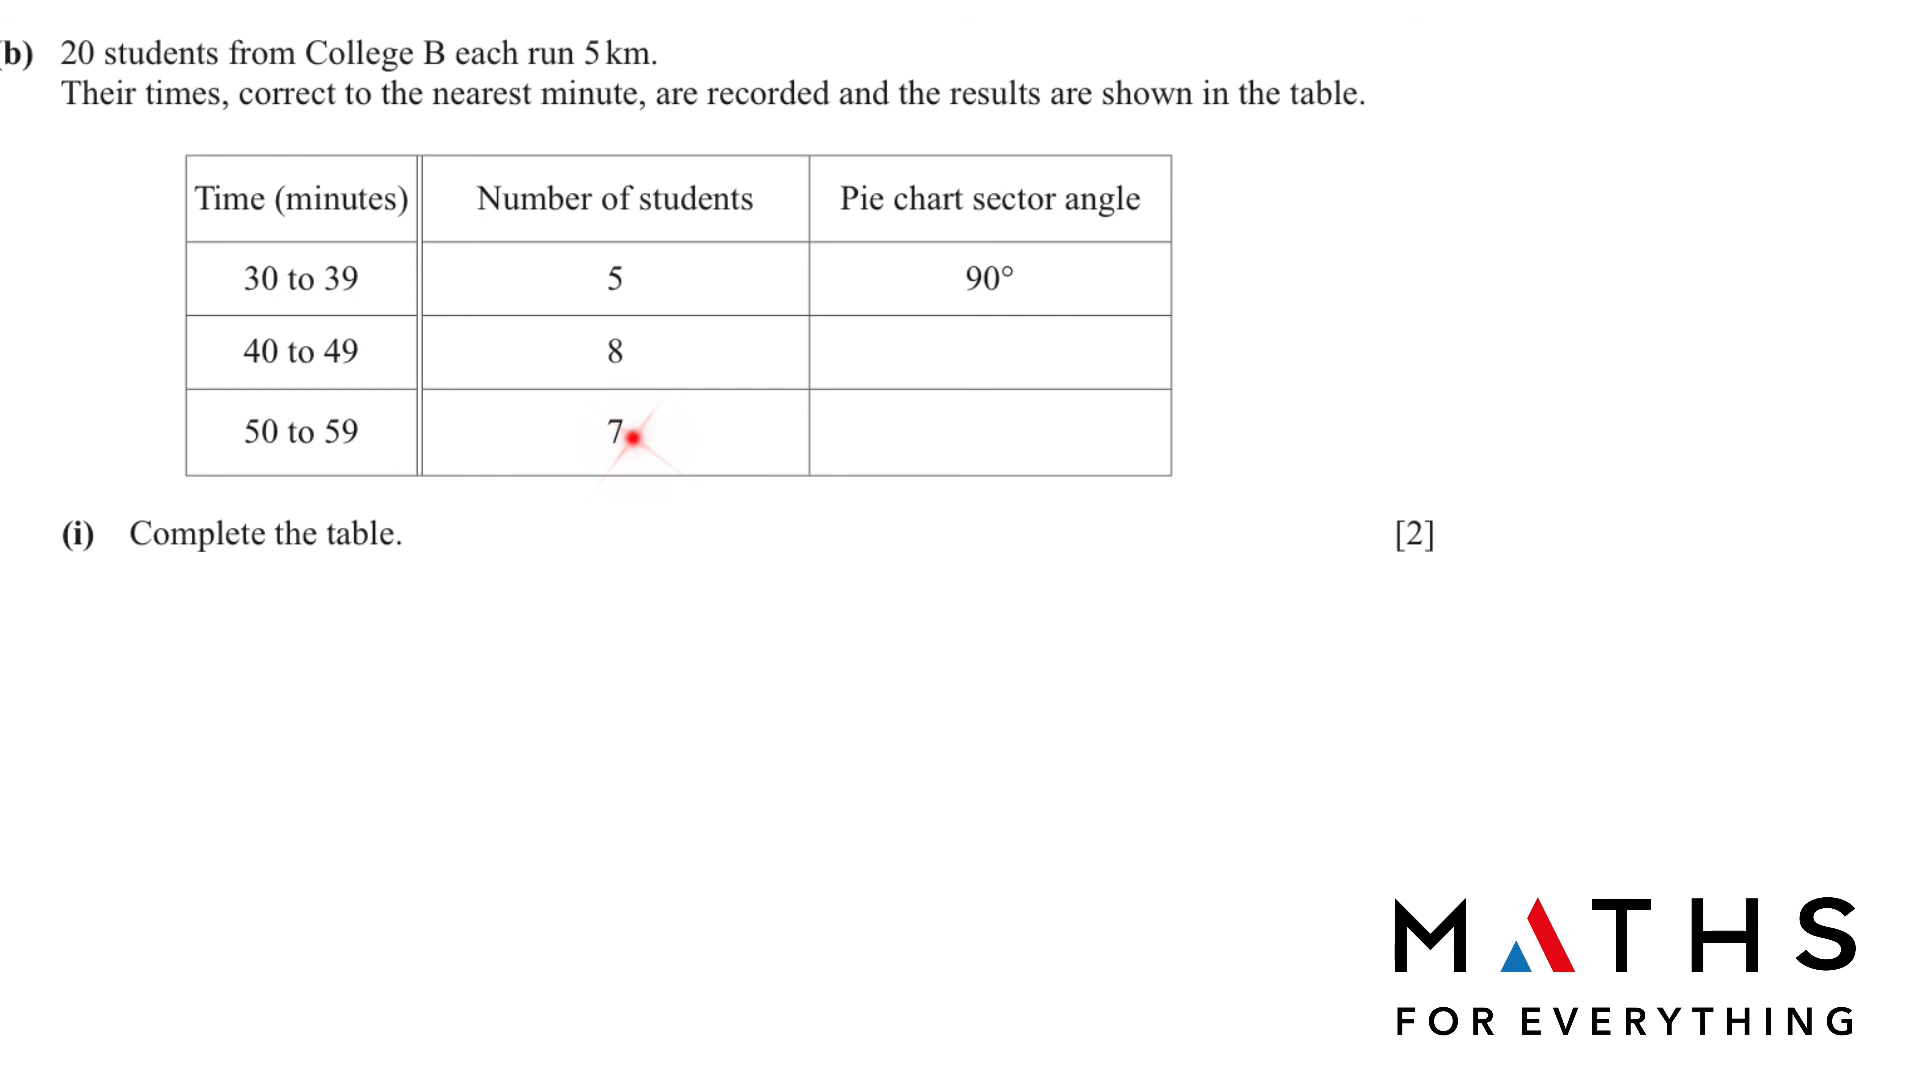 b) 20 students from College B each run 5 km.
Their times, correct to the nearest minute, are recorded and the results are shown in the table.
Time (minutes) Number of students Pie chart sector angle
30 to 39 5 90°
40 to 49 8
50 to 59 7
(i) Complete the table. [2]
MATHS
FOR EVERYTHING